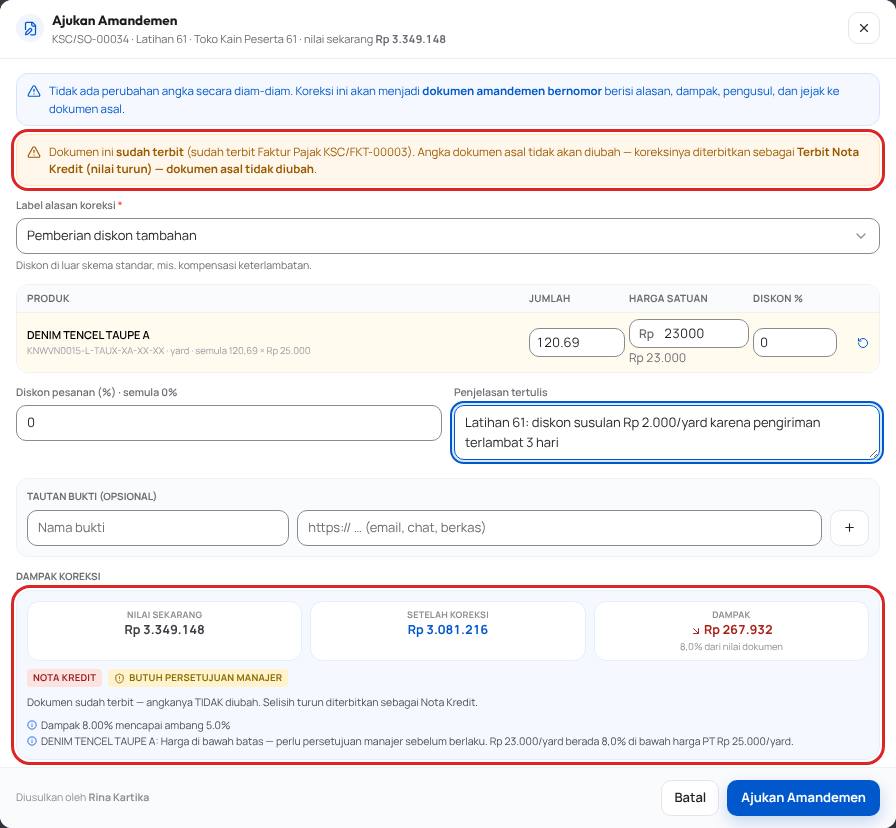 Ajukan Amandemen
KSC/SO-00034 · Latihan 61 · Toko Kain Peserta 61 · nilai sekarang Rp 3.349.148
Tidak ada perubahan angka secara diam-diam. Koreksi ini akan menjadi dokumen amandemen bernomor berisi alasan, dampak, pengusul, dan jejak ke
dokumen asal.
Dokumen ini sudah terbit (sudah terbit Faktur Pajak KSC/FKT-00003). Angka dokumen asal tidak akan diubah — koreksinya diterbitkan sebagai Terbit Nota
Kredit (nilai turun) — dokumen asal tidak diubah.
Label alasan koreksi *
Pemberian diskon tambahan
Diskon di luar skema standar, mis. kompensasi keterlambatan.
PRODUK JUMLAH HARGA SATUAN DISKON %
DENIM TENCEL TAUPE A
KNWVN0015-L-TAUX-XA-XX-XX · yard · semula 120,69 × Rp 25.000
120.69
Rp 23000
Rp 23.000
0
Diskon pesanan (%) · semula 0%
0
Penjelasan tertulis
Latihan 61: diskon susulan Rp 2.000/yard karena pengiriman
terlambat 3 hari
TAUTAN BUKTI (OPSIONAL)
Nama bukti
https:// … (email, chat, berkas)
+
DAMPAK KOREKSI
NILAI SEKARANG
Rp 3.349.148
SETELAH KOREKSI
Rp 3.081.216
DAMPAK
Rp 267.932
8,0% dari nilai dokumen
NOTA KREDIT
BUTUH PERSETUJUAN MANAJER
Dokumen sudah terbit — angkanya TIDAK diubah. Selisih turun diterbitkan sebagai Nota Kredit.
Dampak 8.00% mencapai ambang 5.0%
DENIM TENCEL TAUPE A: Harga di bawah batas — perlu persetujuan manajer sebelum berlaku. Rp 23.000/yard berada 8,0% di bawah harga PT Rp 25.000/yard.
Diusulkan oleh Rina Kartika
Batal
Ajukan Amandemen